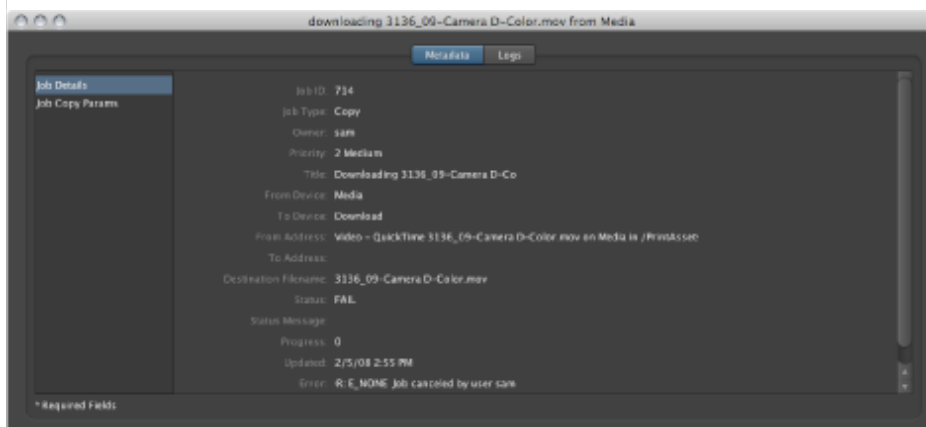 downloading 3136_09-Camera D-Color.mov from Media
Metadata Logs
Job Details
Job Copy Params
Job ID: 714
Job Type: Copy
Owner: sam
Priority: 2 Medium
Title: Downloading 3136_09-Camera D-Co
From Device: Media
To Device: Download
From Address: Video - QuickTime 3136_09-Camera D-Color.mov on Media in /PrintAsset
To Address:
Destination Filename: 3136_09-Camera D-Color.mov
Status: FAIL
Status Message:
Progress: 0
Updated: 2/5/08 2:55 PM
Error: R: E_NONE Job canceled by user sam
* Required Fields